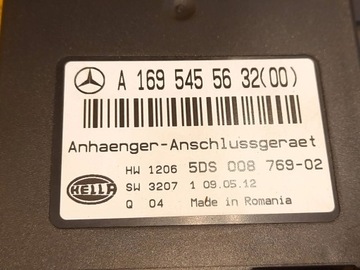 A 169 545 56 32(00)
Anhaenger-Anschlussgeraet
HW 1206 5DS 008 769-02
SW 3207 1 09.05.12
Q 04 Made in Romania
HELLA